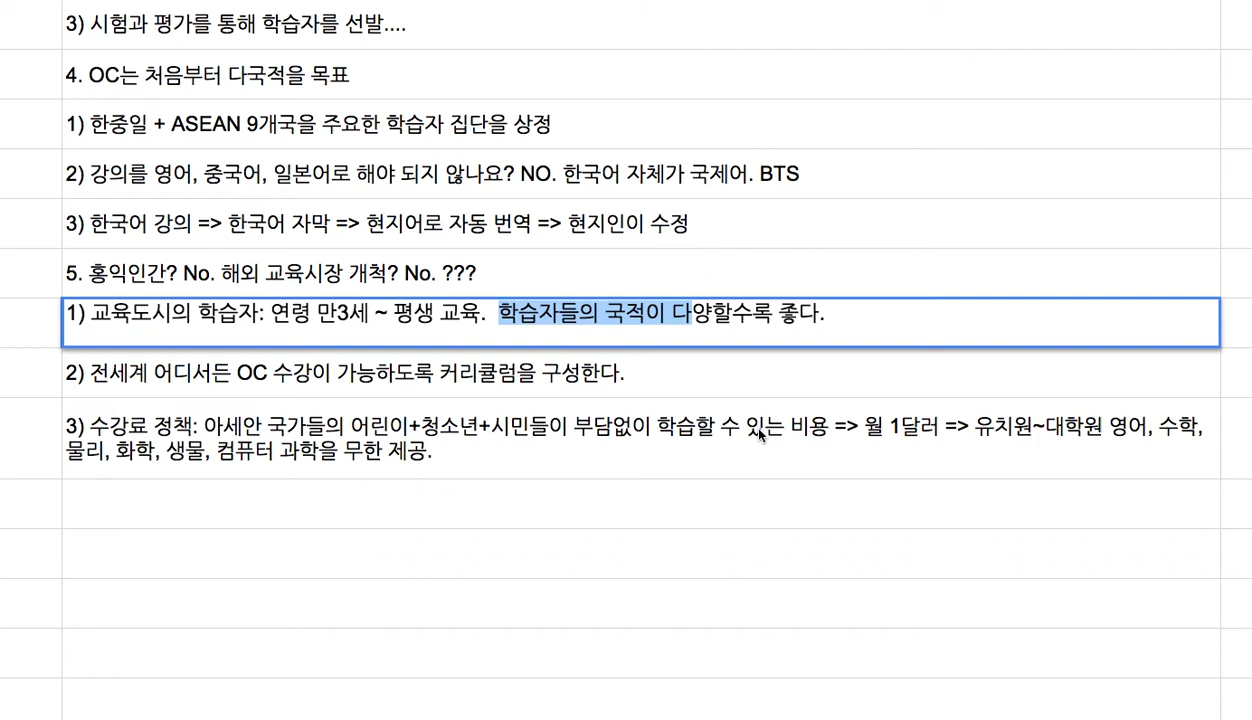 3) 시험과 평가를 통해 학습자를 선발....
4. OC는 처음부터 다국적을 목표
1) 한중일 + ASEAN 9개국을 주요한 학습자 집단을 상정
2) 강의를 영어, 중국어, 일본어로 해야 되지 않나요? NO. 한국어 자체가 국제어. BTS
3) 한국어 강의 => 한국어 자막 => 현지어로 자동 번역 => 현지인이 수정
5. 홍익인간? No. 해외 교육시장 개척? No. ???
1) 교육도시의 학습자: 연령 만3세 ~ 평생 교육.  학습자들의 국적이 다양할수록 좋다.
2) 전세계 어디서든 OC 수강이 가능하도록 커리큘럼을 구성한다.
3) 수강료 정책: 아세안 국가들의 어린이+청소년+시민들이 부담없이 학습할 수 있는 비용 => 월 1달러 => 유치원~대학원 영어, 수학,
물리, 화학, 생물, 컴퓨터 과학을 무한 제공.